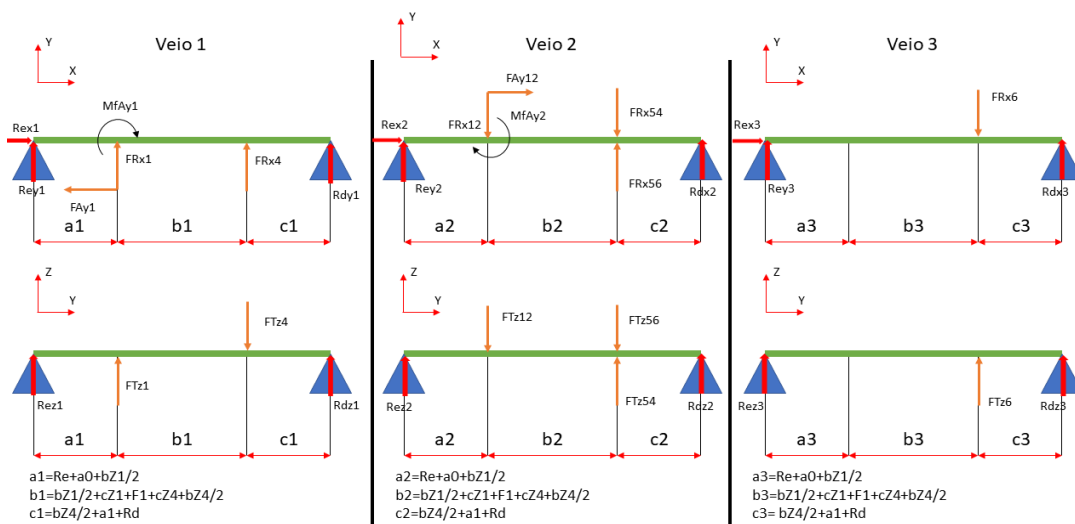 Veio 1
Y
X
MfAy1
Rex1
FRx1
FRx4
Rey1
Rdy1
FAy1
a1
b1
c1
Z
Y
FTz4
FTz1
Rez1
Rdz1
a1
b1
c1
a1=Re+a0+bZ1/2
b1=bZ1/2+cZ1+F1+cZ4+bZ4/2
c1=bZ4/2+a1+Rd
Veio 2
Y
X
FAy12
FRx54
FRx12
MfAy2
Rex2
FRx56
Rey2
Rdx2
a2
b2
c2
Z
Y
FTz12
FTz56
FTz54
Rez2
Rdz2
a2
b2
c2
a2=Re+a0+bZ1/2
b2=bZ1/2+cZ1+F1+cZ4+bZ4/2
c2=bZ4/2+a1+Rd
Veio 3
Y
X
FRx6
Rex3
Rey3
Rdx3
a3
b3
c3
Z
Y
FTz6
Rez3
Rdz3
a3
b3
c3
a3=Re+a0+bZ1/2
b3=bZ1/2+cZ1+F1+cZ4+bZ4/2
c3= bZ4/2+a1+Rd